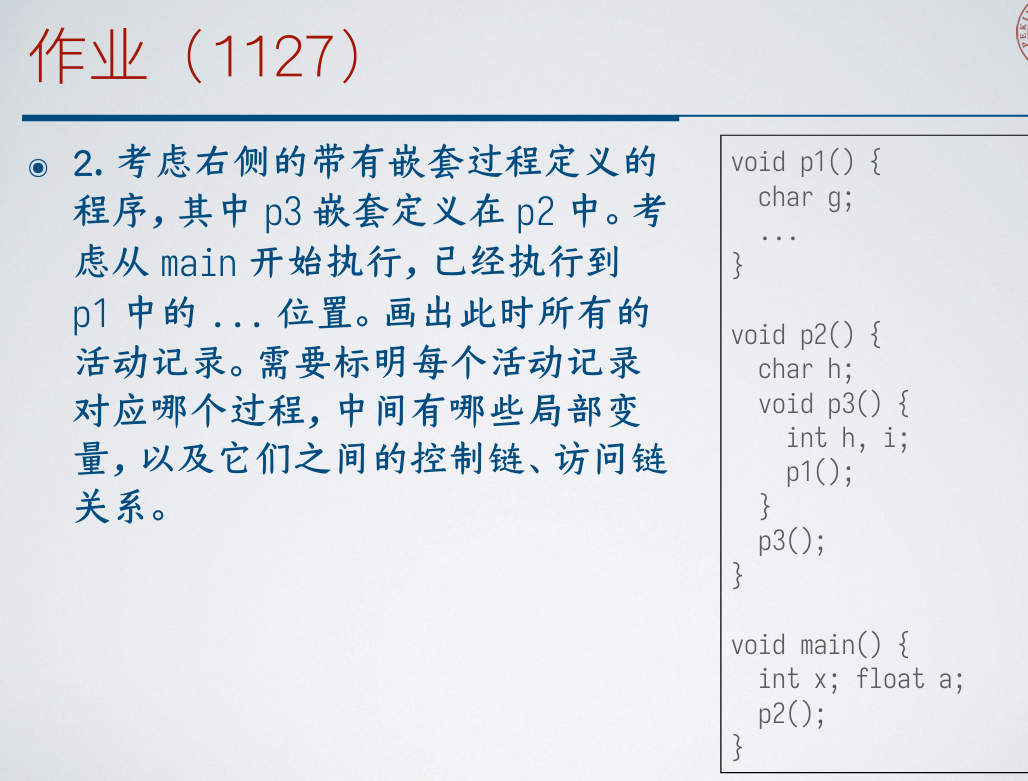 作业（1127）
2. 考虑右侧的带有嵌套过程定义的
程序，其中 p3 嵌套定义在 p2 中。考
虑从 main 开始执行，已经执行到
p1 中的 ... 位置。画出此时所有的
活动记录。需要标明每个活动记录
对应哪个过程，中间有哪些局部变
量，以及它们之间的控制链、访问链
关系。
void p1() {
  char g;
  ...
}
void p2() {
  char h;
  void p3() {
    int h, i;
    p1();
  }
  p3();
}
void main() {
  int x; float a;
  p2();
}